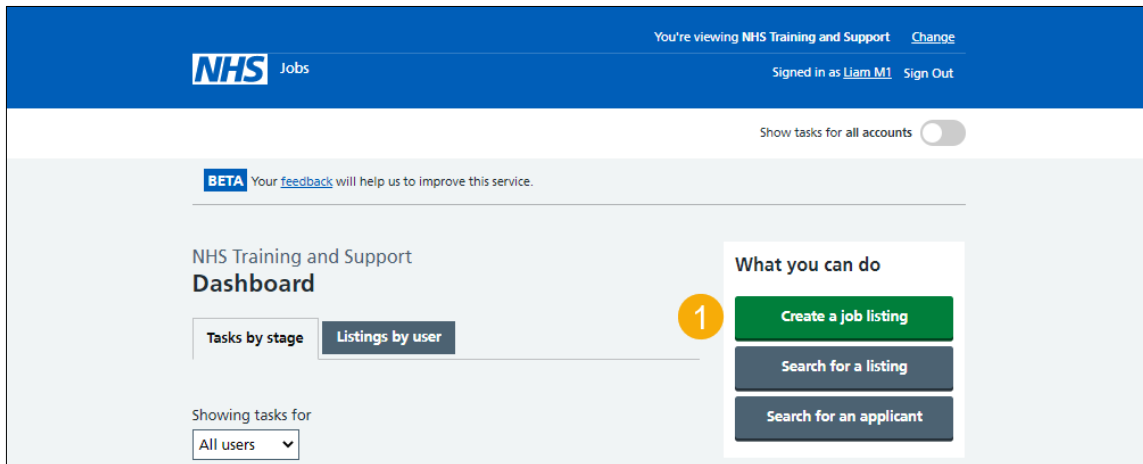 You're viewing NHS Training and Support Change
NHS Jobs
Signed in as Liam M1 Sign Out
Show tasks for all accounts
BETA Your feedback will help us to improve this service.
NHS Training and Support
Dashboard
Tasks by stage
Listings by user
Showing tasks for
All users
What you can do
1
Create a job listing
Search for a listing
Search for an applicant